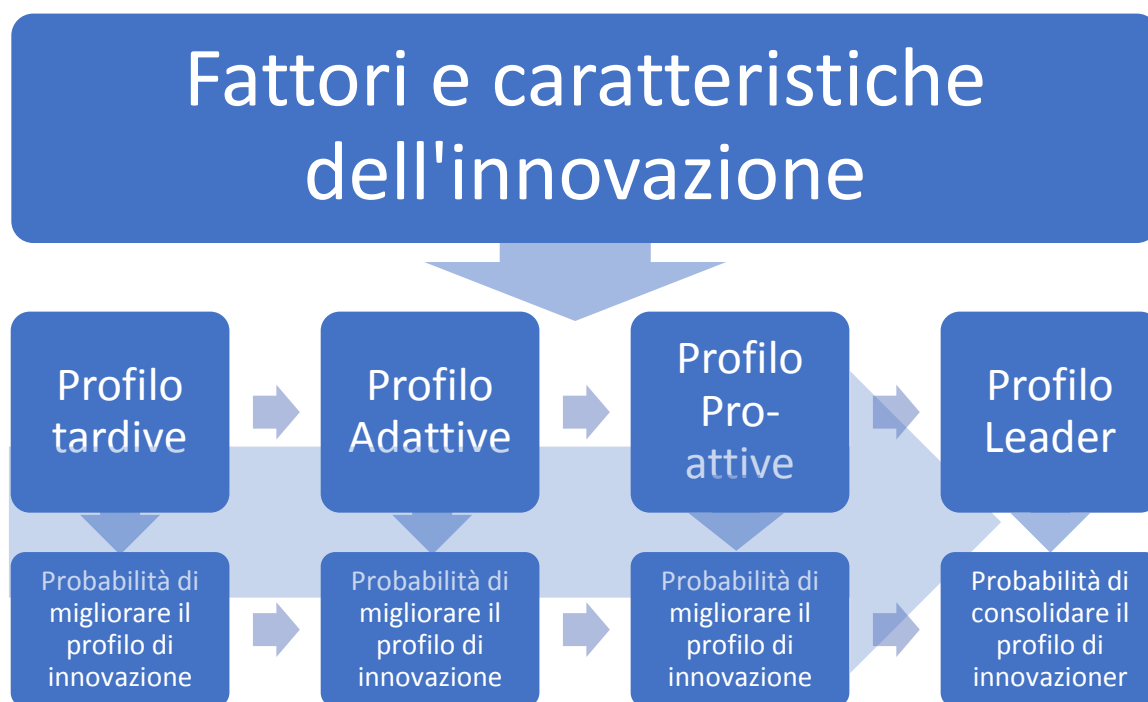 Fattori e caratteristiche
dell'innovazione
Profilo
tardive
Profilo
Adattive
Profilo
Pro-
attive
Profilo
Leader
Probabilità di
migliorare il
profilo di
innovazione
Probabilità di
migliorare il
profilo di
innovazione
Probabilità di
migliorare il
profilo di
innovazione
Probabilità di
consolidare il
profilo di
innovazioner